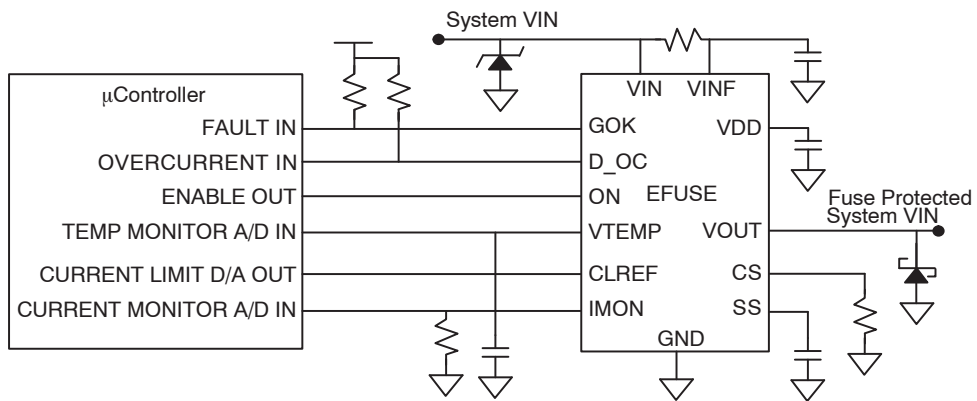 System VIN
μController
FAULT IN
OVERCURRENT IN
ENABLE OUT
TEMP MONITOR A/D IN
CURRENT LIMIT D/A OUT
CURRENT MONITOR A/D IN
VIN VINF
GOK VDD
D_OC
ON EFUSE
VTEMP VOUT
CLREF CS
IMON SS
GND
Fuse Protected
System VIN